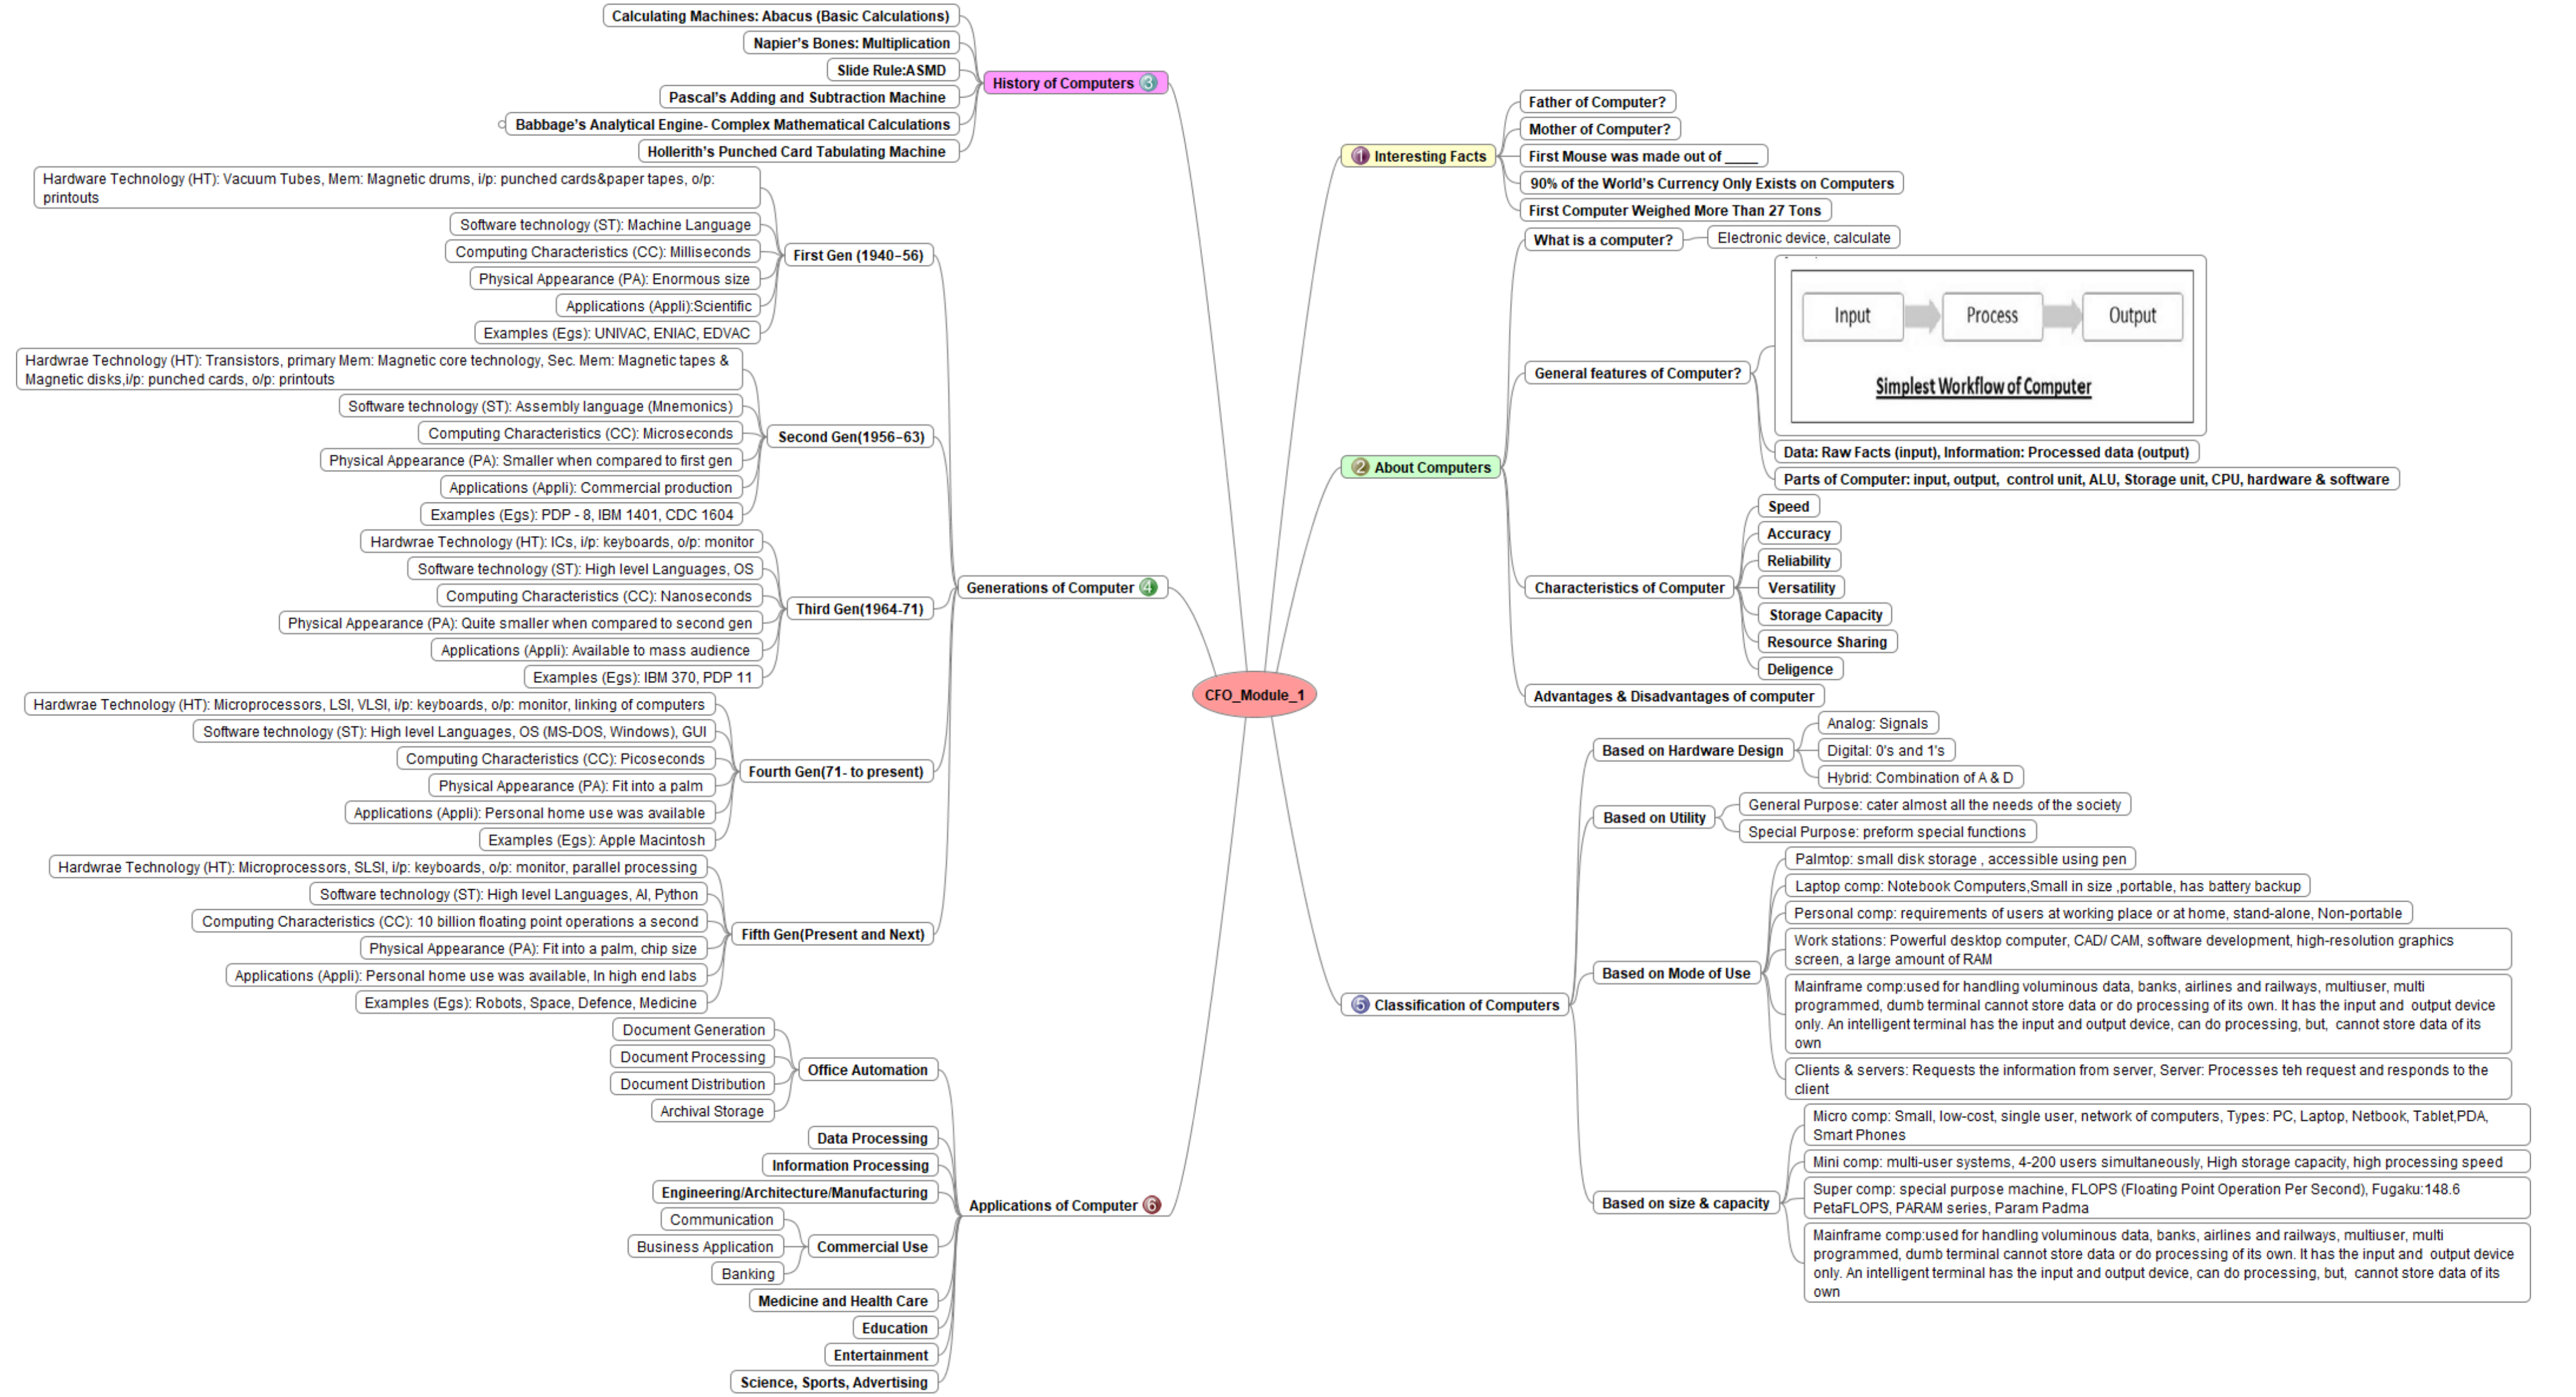 CFO_Module_1
Interesting Facts
Father of Computer?
Mother of Computer?
First Mouse was made out of ____
90% of the World's Currency Only Exists on Computers
First Computer Weighed More Than 27 Tons
About Computers
What is a computer?
Electronic device, calculate
General features of Computer?
Input
Process
Output
Simplest Workflow of Computer
Data: Raw Facts (input), Information: Processed data (output)
Parts of Computer: input, output, control unit, ALU, Storage unit, CPU, hardware & software
Characteristics of Computer
Speed
Accuracy
Reliability
Versatility
Storage Capacity
Resource Sharing
Deligence
Advantages & Disadvantages of computer
History of Computers
Calculating Machines: Abacus (Basic Calculations)
Napier's Bones: Multiplication
Slide Rule:ASMD
Pascal's Adding and Subtraction Machine
Babbage's Analytical Engine- Complex Mathematical Calculations
Hollerith's Punched Card Tabulating Machine
Generations of Computer
First Gen (1940–56)
Hardware Technology (HT): Vacuum Tubes, Mem: Magnetic drums, i/p: punched cards&paper tapes, o/p:
printouts
Software technology (ST): Machine Language
Computing Characteristics (CC): Milliseconds
Physical Appearance (PA): Enormous size
Applications (Appli):Scientific
Examples (Egs): UNIVAC, ENIAC, EDVAC
Second Gen(1956–63)
Hardwrae Technology (HT): Transistors, primary Mem: Magnetic core technology, Sec. Mem: Magnetic tapes &
Magnetic disks,i/p: punched cards, o/p: printouts
Software technology (ST): Assembly language (Mnemonics)
Computing Characteristics (CC): Microseconds
Physical Appearance (PA): Smaller when compared to first gen
Applications (Appli): Commercial production
Examples (Egs): PDP - 8, IBM 1401, CDC 1604
Third Gen(1964-71)
Hardwrae Technology (HT): ICs, i/p: keyboards, o/p: monitor
Software technology (ST): High level Languages, OS
Computing Characteristics (CC): Nanoseconds
Physical Appearance (PA): Quite smaller when compared to second gen
Applications (Appli): Available to mass audience
Examples (Egs): IBM 370, PDP 11
Fourth Gen(71- to present)
Hardwrae Technology (HT): Microprocessors, LSI, VLSI, i/p: keyboards, o/p: monitor, linking of computers
Software technology (ST): High level Languages, OS (MS-DOS, Windows), GUI
Computing Characteristics (CC): Picoseconds
Physical Appearance (PA): Fit into a palm
Applications (Appli): Personal home use was available
Examples (Egs): Apple Macintosh
Fifth Gen(Present and Next)
Hardwrae Technology (HT): Microprocessors, SLSI, i/p: keyboards, o/p: monitor, parallel processing
Software technology (ST): High level Languages, AI, Python
Computing Characteristics (CC): 10 billion floating point operations a second
Physical Appearance (PA): Fit into a palm, chip size
Applications (Appli): Personal home use was available, In high end labs
Examples (Egs): Robots, Space, Defence, Medicine
Classification of Computers
Based on Hardware Design
Analog: Signals
Digital: 0's and 1's
Hybrid: Combination of A & D
Based on Utility
General Purpose: cater almost all the needs of the society
Special Purpose: preform special functions
Based on Mode of Use
Palmtop: small disk storage , accessible using pen
Laptop comp: Notebook Computers,Small in size ,portable, has battery backup
Personal comp: requirements of users at working place or at home, stand-alone, Non-portable
Work stations: Powerful desktop computer, CAD/ CAM, software development, high-resolution graphics
screen, a large amount of RAM
Mainframe comp:used for handling voluminous data, banks, airlines and railways, multiuser, multi
programmed, dumb terminal cannot store data or do processing of its own. It has the input and output device
only. An intelligent terminal has the input and output device, can do processing, but, cannot store data of its
own
Clients & servers: Requests the information from server, Server: Processes teh request and responds to the
client
Based on size & capacity
Micro comp: Small, low-cost, single user, network of computers, Types: PC, Laptop, Netbook, Tablet,PDA,
Smart Phones
Mini comp: multi-user systems, 4-200 users simultaneously, High storage capacity, high processing speed
Super comp: special purpose machine, FLOPS (Floating Point Operation Per Second), Fugaku:148.6
PetaFLOPS, PARAM series, Param Padma
Mainframe comp:used for handling voluminous data, banks, airlines and railways, multiuser, multi
programmed, dumb terminal cannot store data or do processing of its own. It has the input and output device
only. An intelligent terminal has the input and output device, can do processing, but, cannot store data of its
own
Applications of Computer
Office Automation
Document Generation
Document Processing
Document Distribution
Archival Storage
Data Processing
Information Processing
Engineering/Architecture/Manufacturing
Commercial Use
Communication
Business Application
Banking
Medicine and Health Care
Education
Entertainment
Science, Sports, Advertising